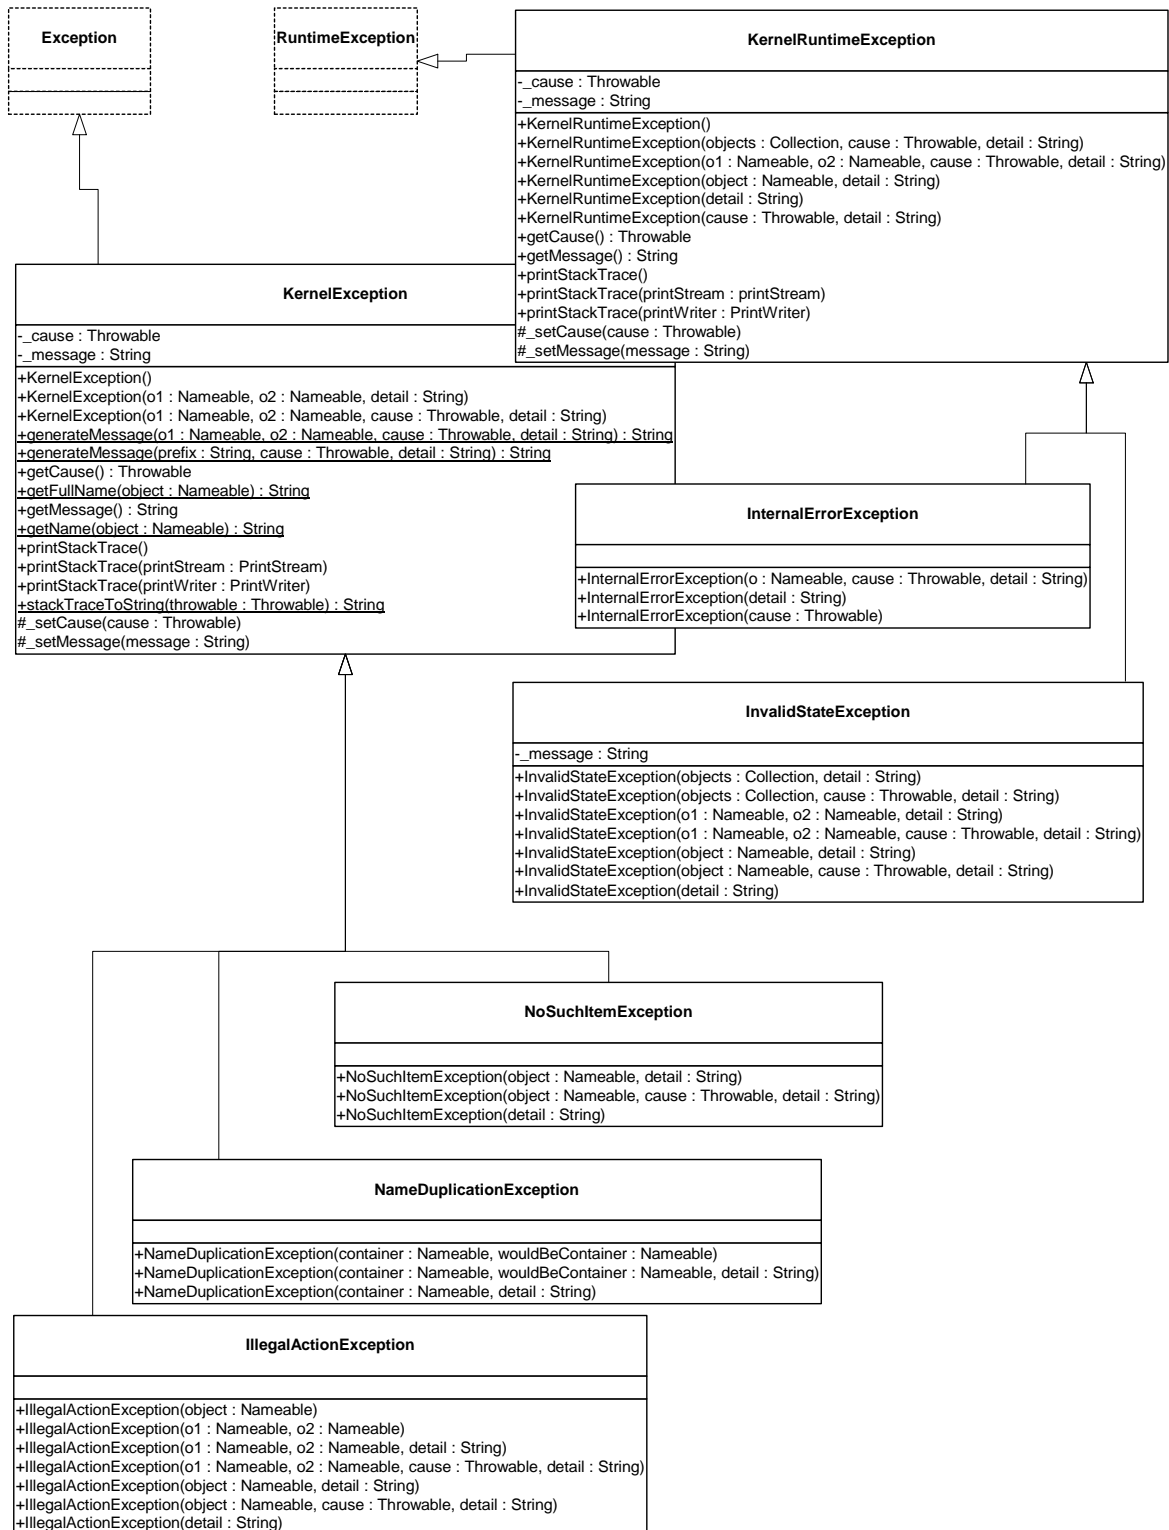 Exception
RuntimeException
KernelRuntimeException
-_cause : Throwable
-_message : String
+KernelRuntimeException()
+KernelRuntimeException(objects : Collection, cause : Throwable, detail : String)
+KernelRuntimeException(o1 : Nameable, o2 : Nameable, cause : Throwable, detail : String)
+KernelRuntimeException(object : Nameable, detail : String)
+KernelRuntimeException(detail : String)
+KernelRuntimeException(cause : Throwable, detail : String)
+getCause() : Throwable
+getMessage() : String
+printStackTrace()
+printStackTrace(printStream : printStream)
+printStackTrace(printWriter : PrintWriter)
#_setCause(cause : Throwable)
#_setMessage(message : String)
KernelException
-_cause : Throwable
-_message : String
+KernelException()
+KernelException(o1 : Nameable, o2 : Nameable, detail : String)
+KernelException(o1 : Nameable, o2 : Nameable, cause : Throwable, detail : String)
+generateMessage(o1 : Nameable, o2 : Nameable, cause : Throwable, detail : String) : String
+generateMessage(prefix : String, cause : Throwable, detail : String) : String
+getCause() : Throwable
+getFullName(object : Nameable) : String
+getMessage() : String
+getName(object : Nameable) : String
+printStackTrace()
+printStackTrace(printStream : PrintStream)
+printStackTrace(printWriter : PrintWriter)
+stackTraceToString(throwable : Throwable) : String
#_setCause(cause : Throwable)
#_setMessage(message : String)
InternalErrorException
+InternalErrorException(o : Nameable, cause : Throwable, detail : String)
+InternalErrorException(detail : String)
+InternalErrorException(cause : Throwable)
InvalidStateException
-_message : String
+InvalidStateException(objects : Collection, detail : String)
+InvalidStateException(objects : Collection, cause : Throwable, detail : String)
+InvalidStateException(o1 : Nameable, o2 : Nameable, detail : String)
+InvalidStateException(o1 : Nameable, o2 : Nameable, cause : Throwable, detail : String)
+InvalidStateException(object : Nameable, detail : String)
+InvalidStateException(object : Nameable, cause : Throwable, detail : String)
+InvalidStateException(detail : String)
NoSuchItemException
+NoSuchItemException(object : Nameable, detail : String)
+NoSuchItemException(object : Nameable, cause : Throwable, detail : String)
+NoSuchItemException(detail : String)
NameDuplicationException
+NameDuplicationException(container : Nameable, wouldBeContainer : Nameable)
+NameDuplicationException(container : Nameable, wouldBeContainer : Nameable, detail : String)
+NameDuplicationException(container : Nameable, detail : String)
IllegalActionException
+IllegalActionException(object : Nameable)
+IllegalActionException(o1 : Nameable, o2 : Nameable)
+IllegalActionException(o1 : Nameable, o2 : Nameable, detail : String)
+IllegalActionException(o1 : Nameable, o2 : Nameable, cause : Throwable, detail : String)
+IllegalActionException(object : Nameable, detail : String)
+IllegalActionException(object : Nameable, cause : Throwable, detail : String)
+IllegalActionException(detail : String)